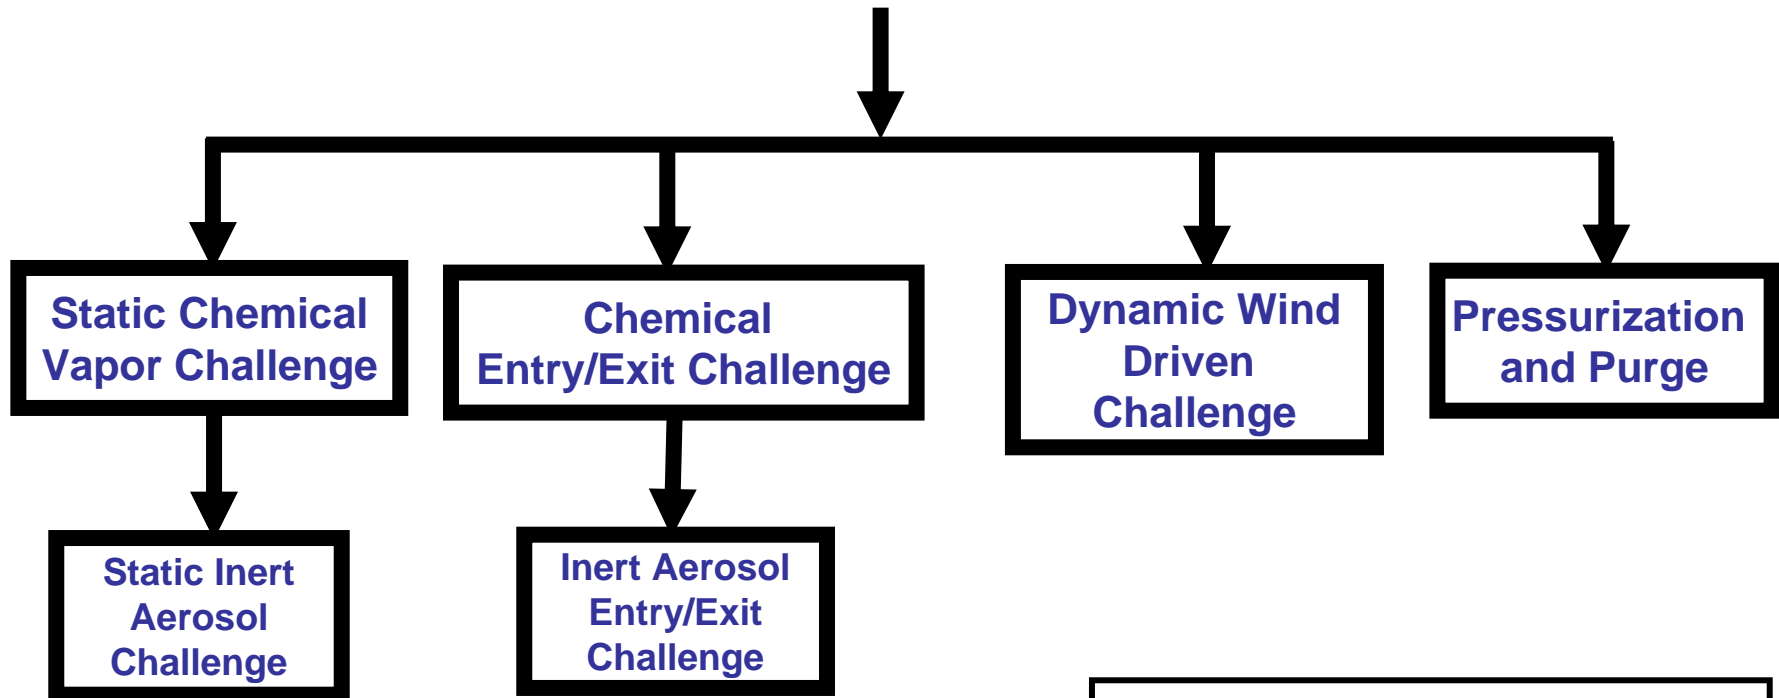 Static Chemical
Vapor Challenge
Chemical
Entry/Exit Challenge
Dynamic Wind
Driven
Challenge
Pressurization
and Purge
Static Inert
Aerosol
Challenge
Inert Aerosol
Entry/Exit
Challenge